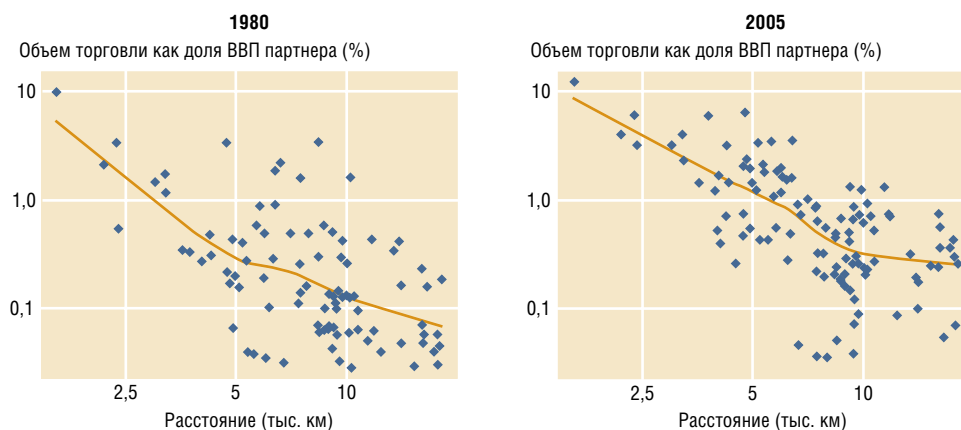 1980
Объем торговли как доля ВВП партнера (%)
10
1,0
0,1
2,5 5 10
Расстояние (тыс. км)
2005
Объем торговли как доля ВВП партнера (%)
10
1,0
0,1
2,5 5 10
Расстояние (тыс. км)